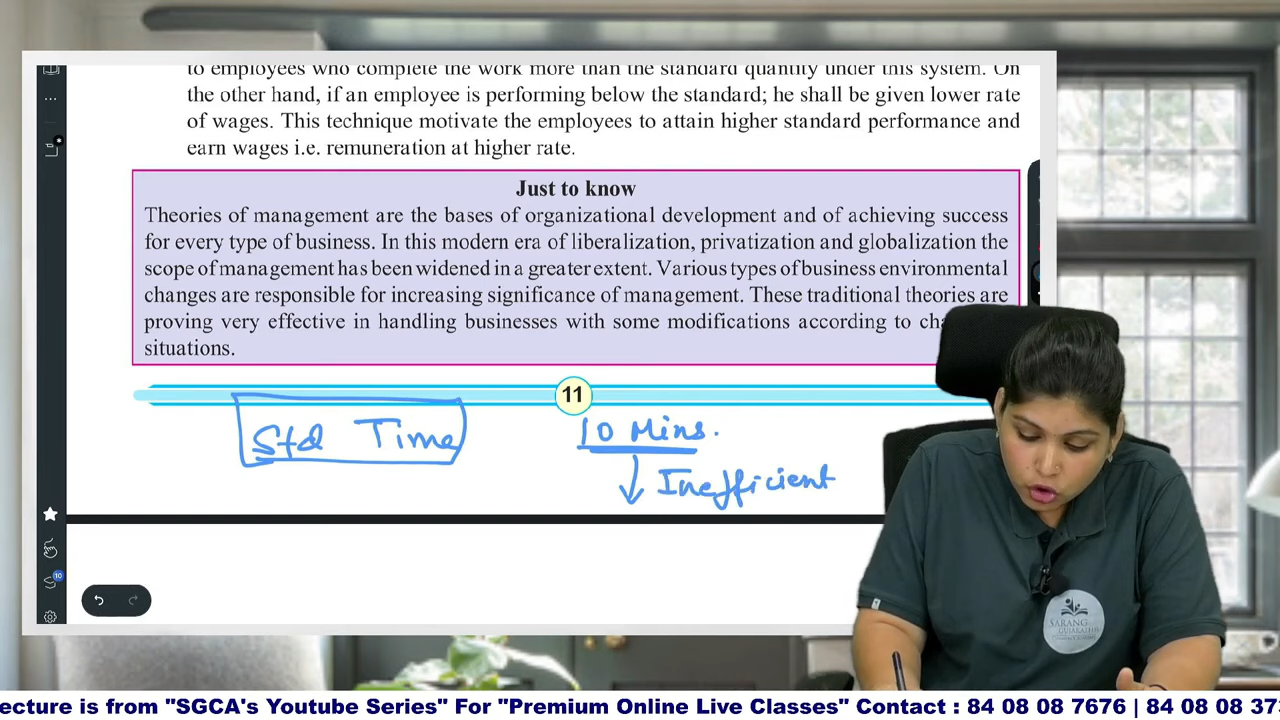 to employees who complete the work more than the standard quantity under this system. On
the other hand, if an employee is performing below the standard; he shall be given lower rate
of wages. This technique motivate the employees to attain higher standard performance and
earn wages i.e. remuneration at higher rate.
Just to know
Theories of management are the bases of organizational development and of achieving success
for every type of business. In this modern era of liberalization, privatization and globalization the
scope of management has been widened in a greater extent. Various types of business environmental
changes are responsible for increasing significance of management. These traditional theories are
proving very effective in handling businesses with some modifications according to
situations.
11
Std Time
10 Mins.
Inefficient
10
SARANG
ecture is from "SGCA's Youtube Series" For "Premium Online Live Classes" Contact : 84 08 08 7676 | 84 08 08 37